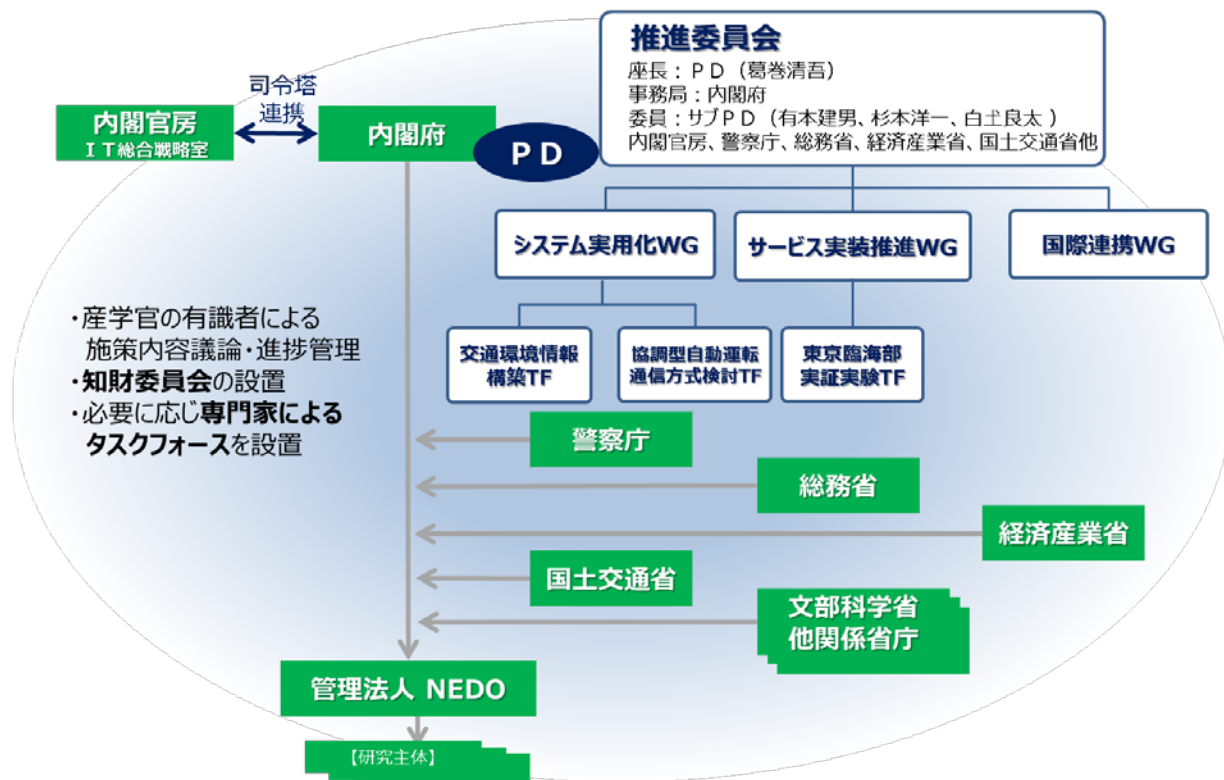 推進委員会
座長：PD（葛巻清吾）
事務局：内閣府
委員：サブPD（有本建男、杉本洋一、白土良太）
内閣官房、警察庁、総務省、経済産業省、国土交通省他
司令塔
連携
内閣官房
IT総合戦略室
内閣府
PD
システム実用化WG
サービス実装推進WG
国際連携WG
交通環境情報
構築TF
協調型自動運転
通信方式検討TF
東京臨海部
実証実験TF
・産学官の有識者による
施策内容議論・進捗管理
・知財委員会の設置
・必要に応じ専門家による
タスクフォースを設置
警察庁
総務省
経済産業省
国土交通省
文部科学省
他関係省庁
管理法人 NEDO
【研究主体】